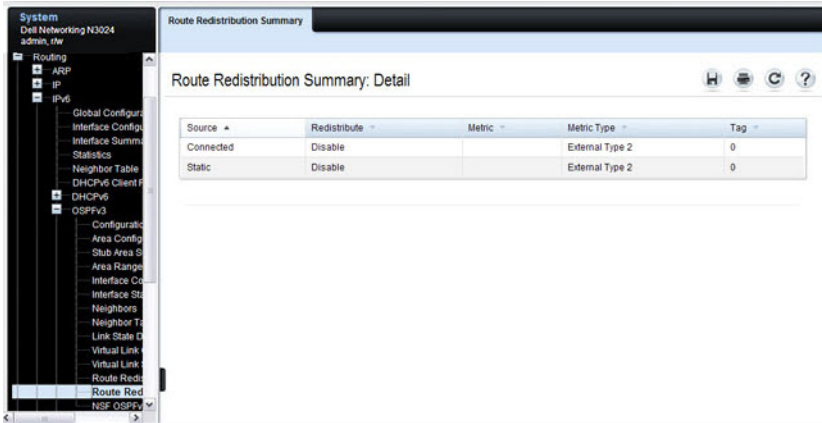 System
Dell Networking N3024
admin, r/w
Routing
ARP
IP
IPv6
Global Configura
Interface Configu
Interface Summa
Statistics
Neighbor Table
DHCPv6 Client P
DHCPv6
OSPFv3
Configuratio
Area Config
Stub Area S
Area Range
Interface Co
Interface Sta
Neighbors
Neighbor Ta
Link State D
Virtual Link
Virtual Link
Route Redis
Route Red
NSF OSPFv
Route Redistribution Summary
Route Redistribution Summary: Detail
?
Source Redistribute Metric Metric Type Tag
Connected Disable External Type 2 0
Static Disable External Type 2 0